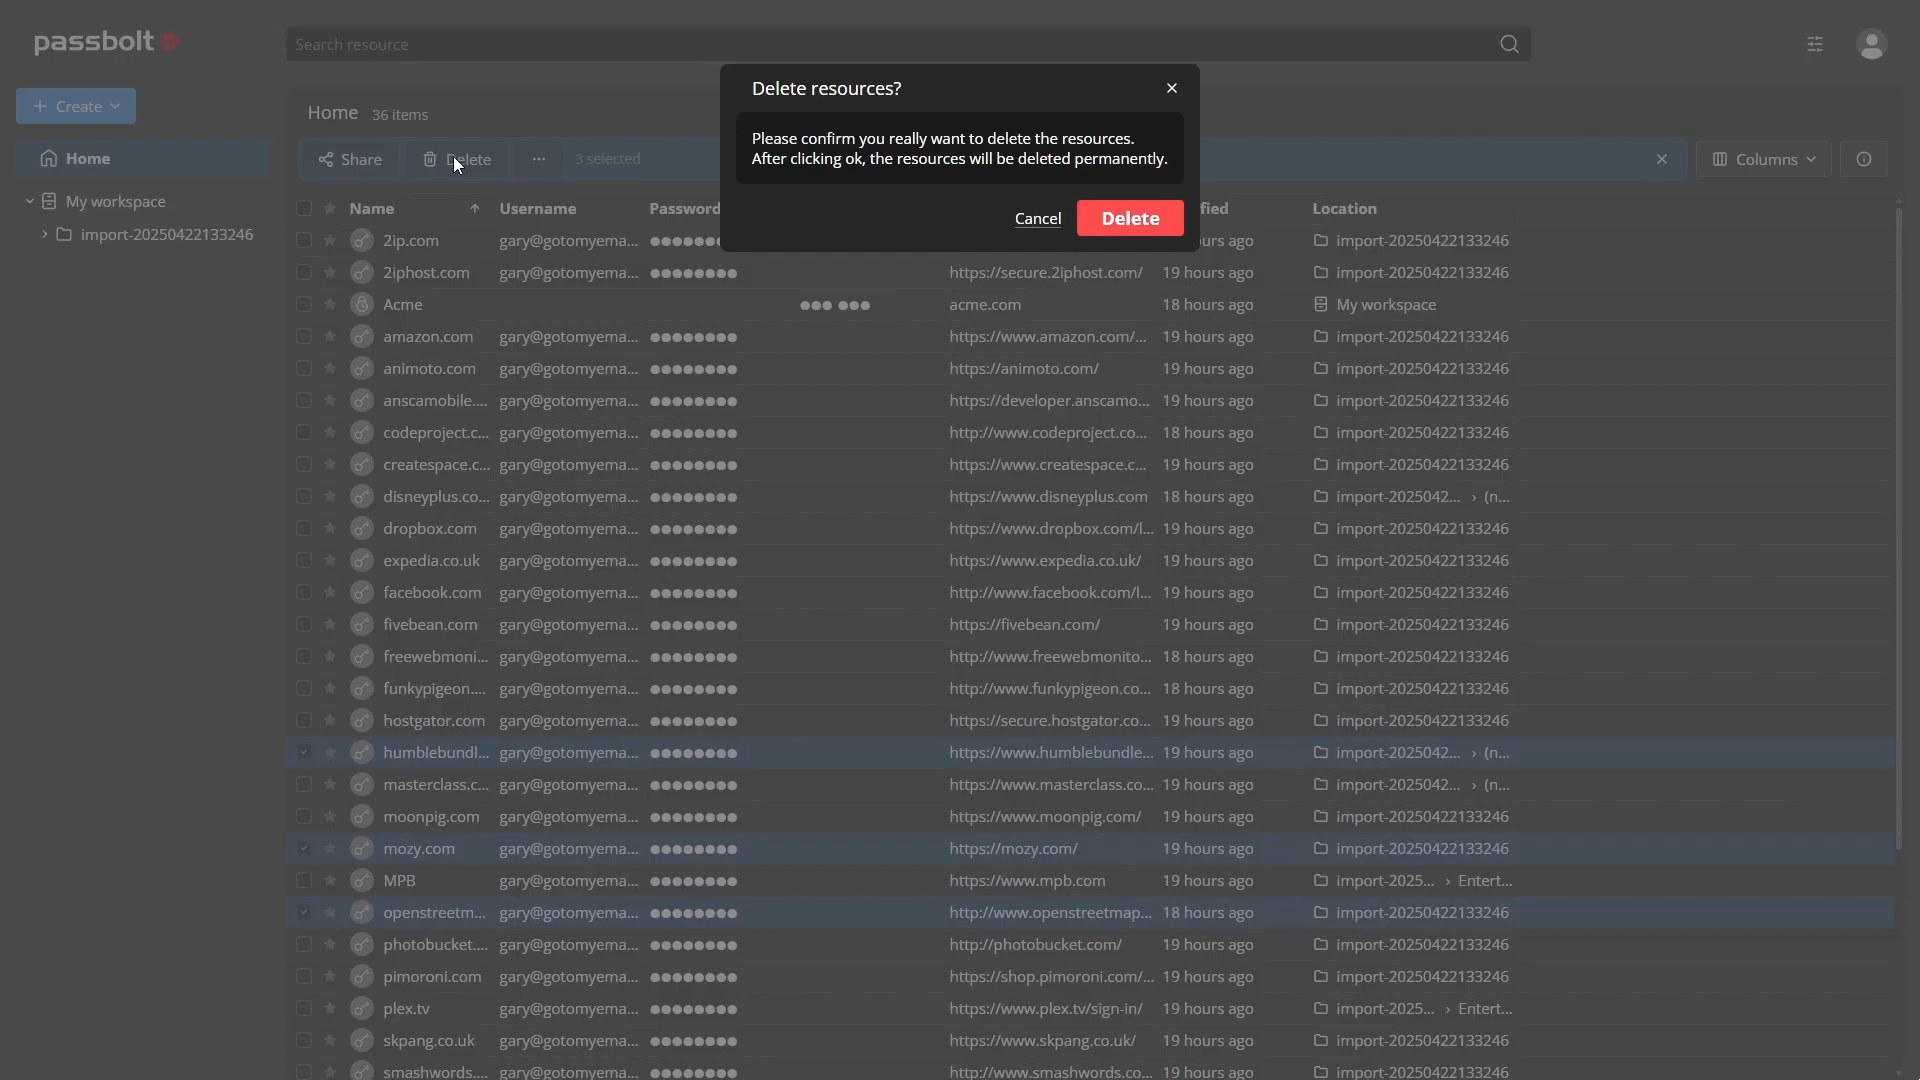 passbolt
Search resource
Create
Home
My workspace
import-20250422133246
Home 36 items
Share Delete ... 3 selected
Columns
Delete resources?
Please confirm you really want to delete the resources.
After clicking ok, the resources will be deleted permanently.
Cancel Delete
Name Username Password fied Location
2ip.com gary@gotomyema... urs ago import-20250422133246
2iphost.com gary@gotomyema... https://secure.2iphost.com/ 19 hours ago import-20250422133246
Acme acme.com 18 hours ago My workspace
amazon.com gary@gotomyema... https://www.amazon.com/... 19 hours ago import-20250422133246
animoto.com gary@gotomyema... https://animoto.com/ 19 hours ago import-20250422133246
anscamobile.... gary@gotomyema... https://developer.anscamo... 19 hours ago import-20250422133246
codeproject.c... gary@gotomyema... http://www.codeproject.co... 18 hours ago import-20250422133246
createspace.c... gary@gotomyema... https://www.createspace.c... 19 hours ago import-20250422133246
disneyplus.co... gary@gotomyema... https://www.disneyplus.com 18 hours ago import-2025042... › (n...
dropbox.com gary@gotomyema... https://www.dropbox.com/l... 19 hours ago import-20250422133246
expedia.co.uk gary@gotomyema... https://www.expedia.co.uk/ 19 hours ago import-20250422133246
facebook.com gary@gotomyema... http://www.facebook.com/l... 19 hours ago import-20250422133246
fivebean.com gary@gotomyema... https://fivebean.com/ 19 hours ago import-20250422133246
freewebmoni... gary@gotomyema... http://www.freewebmonito... 18 hours ago import-20250422133246
funkypigeon.... gary@gotomyema... http://www.funkypigeon.co... 18 hours ago import-20250422133246
hostgator.com gary@gotomyema... https://secure.hostgator.co... 19 hours ago import-20250422133246
humblebundl... gary@gotomyema... https://www.humblebundle... 19 hours ago import-2025042... › (n...
masterclass.c... gary@gotomyema... https://www.masterclass.co... 19 hours ago import-2025042... › (n...
moonpig.com gary@gotomyema... https://www.moonpig.com/ 19 hours ago import-20250422133246
mozy.com gary@gotomyema... https://mozy.com/ 19 hours ago import-20250422133246
MPB gary@gotomyema... https://www.mpb.com 19 hours ago import-2025... › Entert...
openstreetm... gary@gotomyema... http://www.openstreetmap... 18 hours ago import-20250422133246
photobucket.... gary@gotomyema... http://photobucket.com/ 19 hours ago import-20250422133246
pimoroni.com gary@gotomyema... https://shop.pimoroni.com/... 19 hours ago import-20250422133246
plex.tv gary@gotomyema... https://www.plex.tv/sign-in/ 19 hours ago import-2025... › Entert...
skpang.co.uk gary@gotomyema... https://www.skpang.co.uk/ 19 hours ago import-20250422133246
smashwords.... gary@gotomyema... http://www.smashwords.co... 19 hours ago import-20250422133246